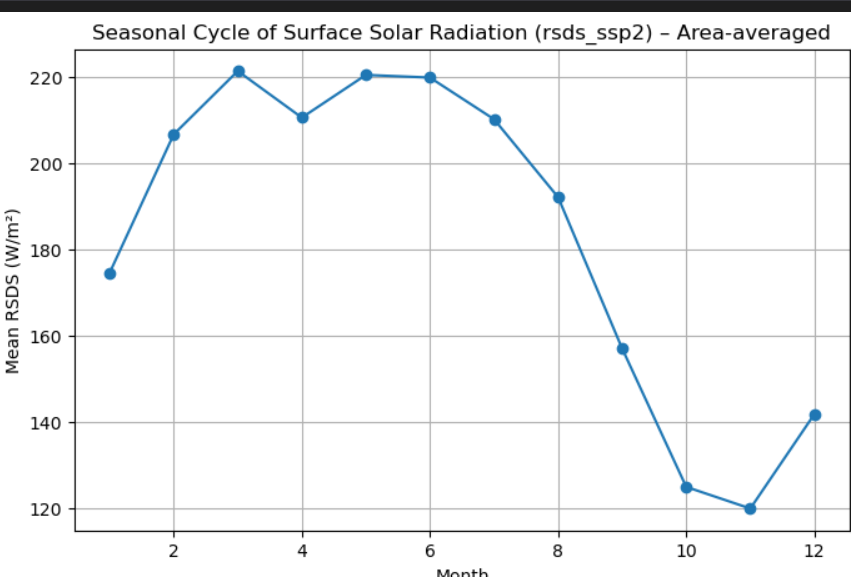 Seasonal Cycle of Surface Solar Radiation (rsds_ssp2) – Area-averaged
Mean RSDS (W/m²)
220
200
180
160
140
120
2 4 6 8 10 12
Month